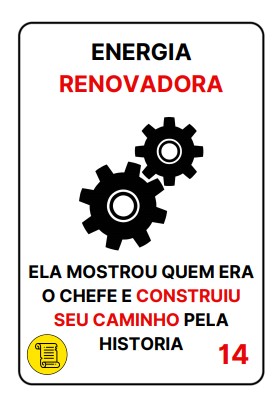 ENERGIA
RENOVADORA
ELA MOSTROU QUEM ERA
O CHEFE E CONSTRUIU
SEU CAMINHO PELA
HISTORIA
14